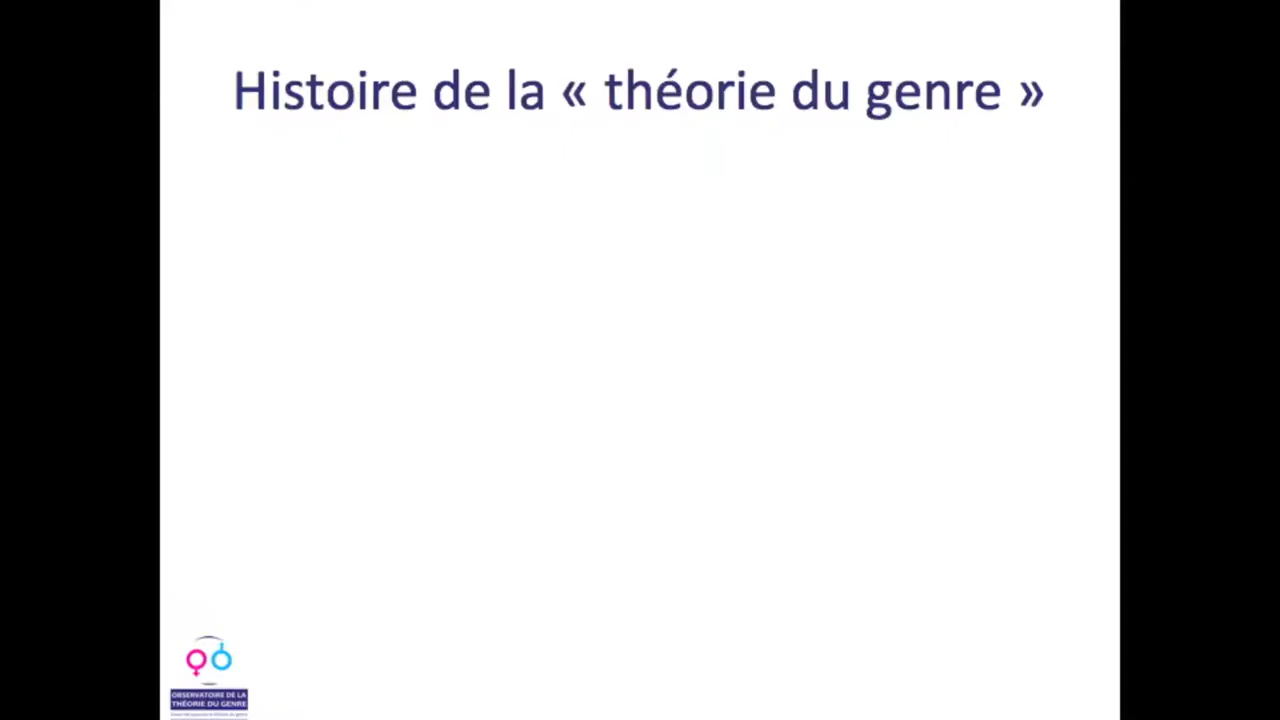 Histoire de la « théorie du genre »
OBSERVATOIRE DE LA
THÉORIE DU GENRE